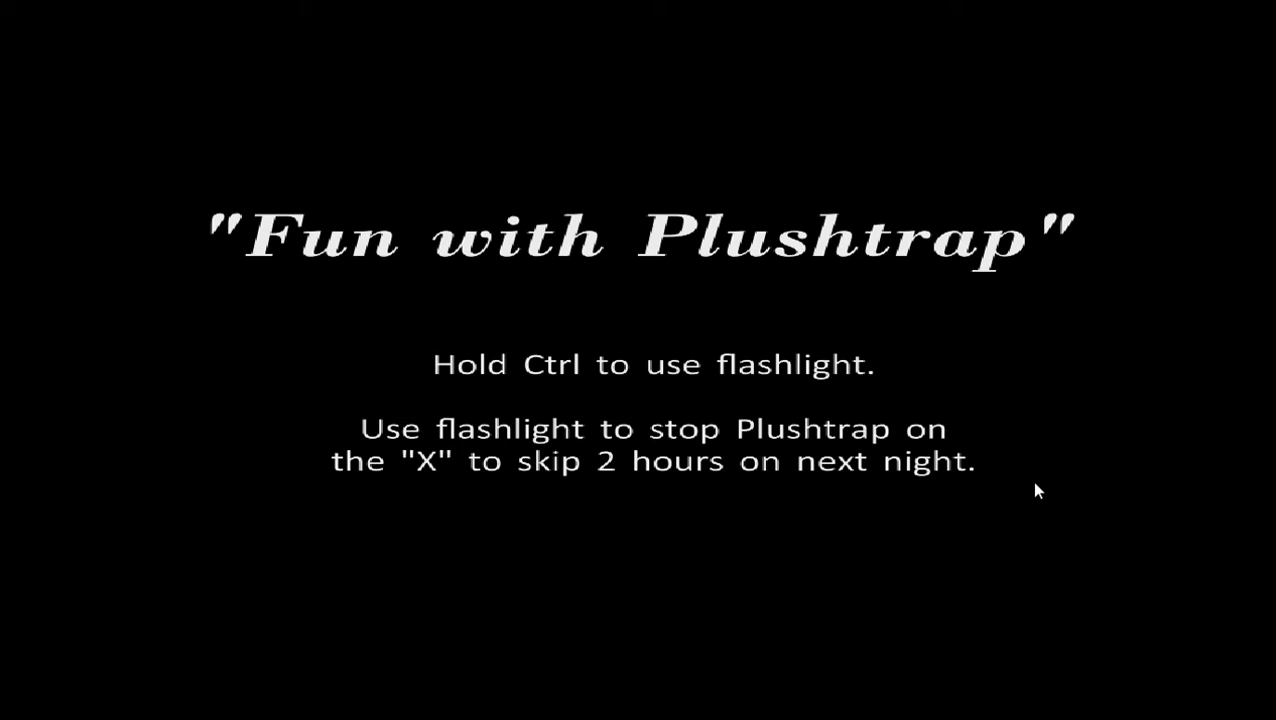 "Fun with Plushtrap"
Hold Ctrl to use flashlight.
Use flashlight to stop Plushtrap on
the "X" to skip 2 hours on next night.